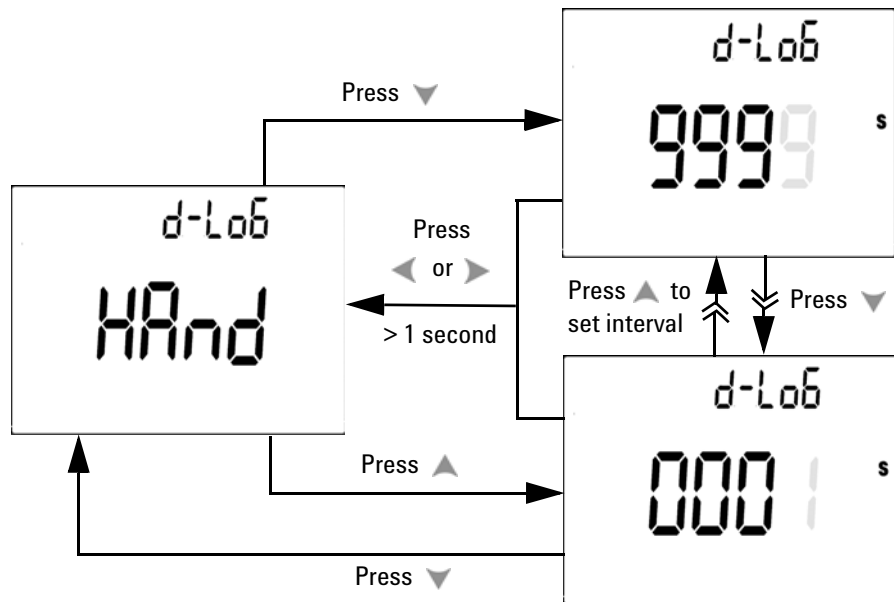 d-LoG
9999
s
Press
d-LoG
HAnd
Press
or
> 1 second
Press to
set interval
Press
d-LoG
0001
s
Press
Press